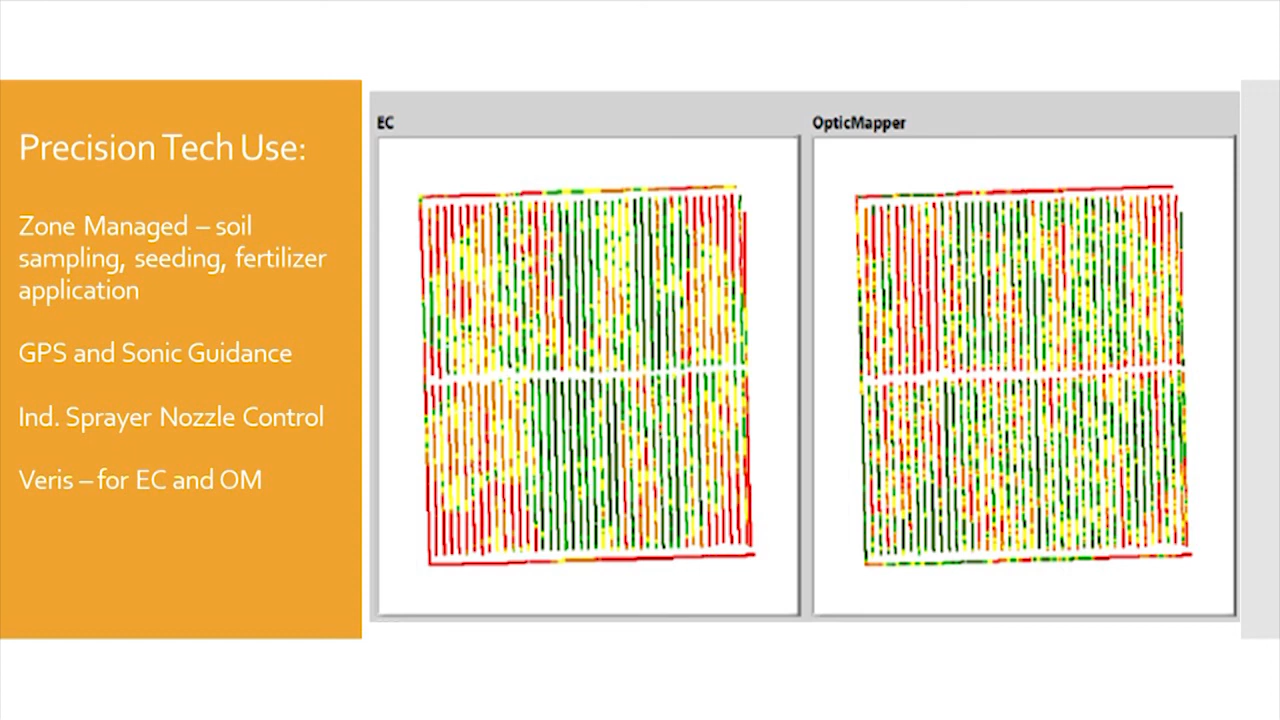 Precision Tech Use:
Zone Managed – soil
sampling, seeding, fertilizer
application
GPS and Sonic Guidance
Ind. Sprayer Nozzle Control
Veris – for EC and OM
EC
OpticMapper